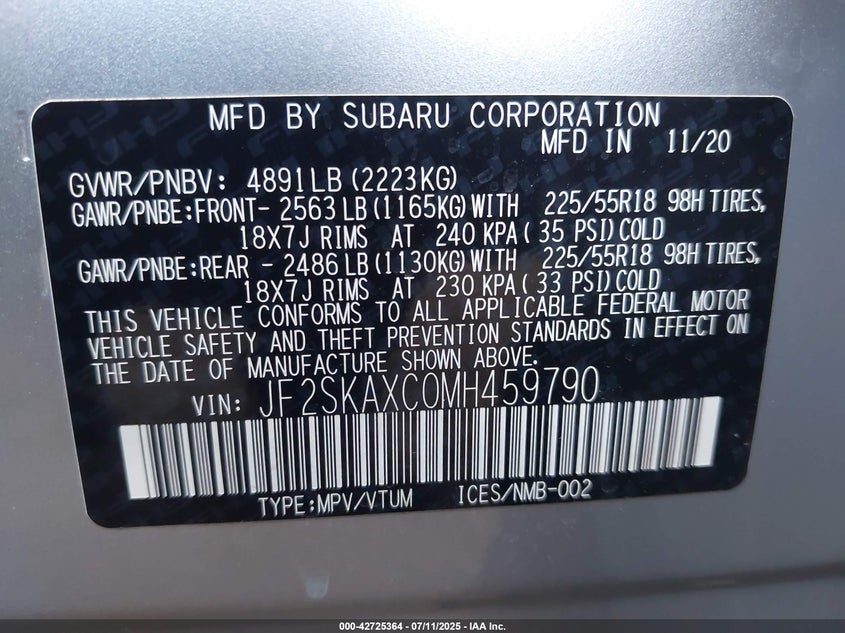 MFD BY SUBARU CORPORATION
MFD IN 11/20
GVWR/PNBV: 4891LB (2223KG)
GAWR/PNBE:FRONT- 2563 LB (1165KG) WITH 225/55R18 98H TIRES,
18X7J RIMS AT 240 KPA ( 35 PSI) COLD
GAWR/PNBE:REAR - 2486 LB (1130KG) WITH 225/55R18 98H TIRES,
18X7J RIMS AT 230 KPA ( 33 PSI) COLD
THIS VEHICLE CONFORMS TO ALL APPLICABLE FEDERAL MOTOR
VEHICLE SAFETY AND THEFT PREVENTION STANDARDS IN EFFECT ON
THE DATE OF MANUFACTURE SHOWN ABOVE.
VIN: JF2SKAXC0MH459790
TYPE:MPV/VTUM ICES/NMB-002
000-42725364 - 07/11/2025 - IAA Inc.